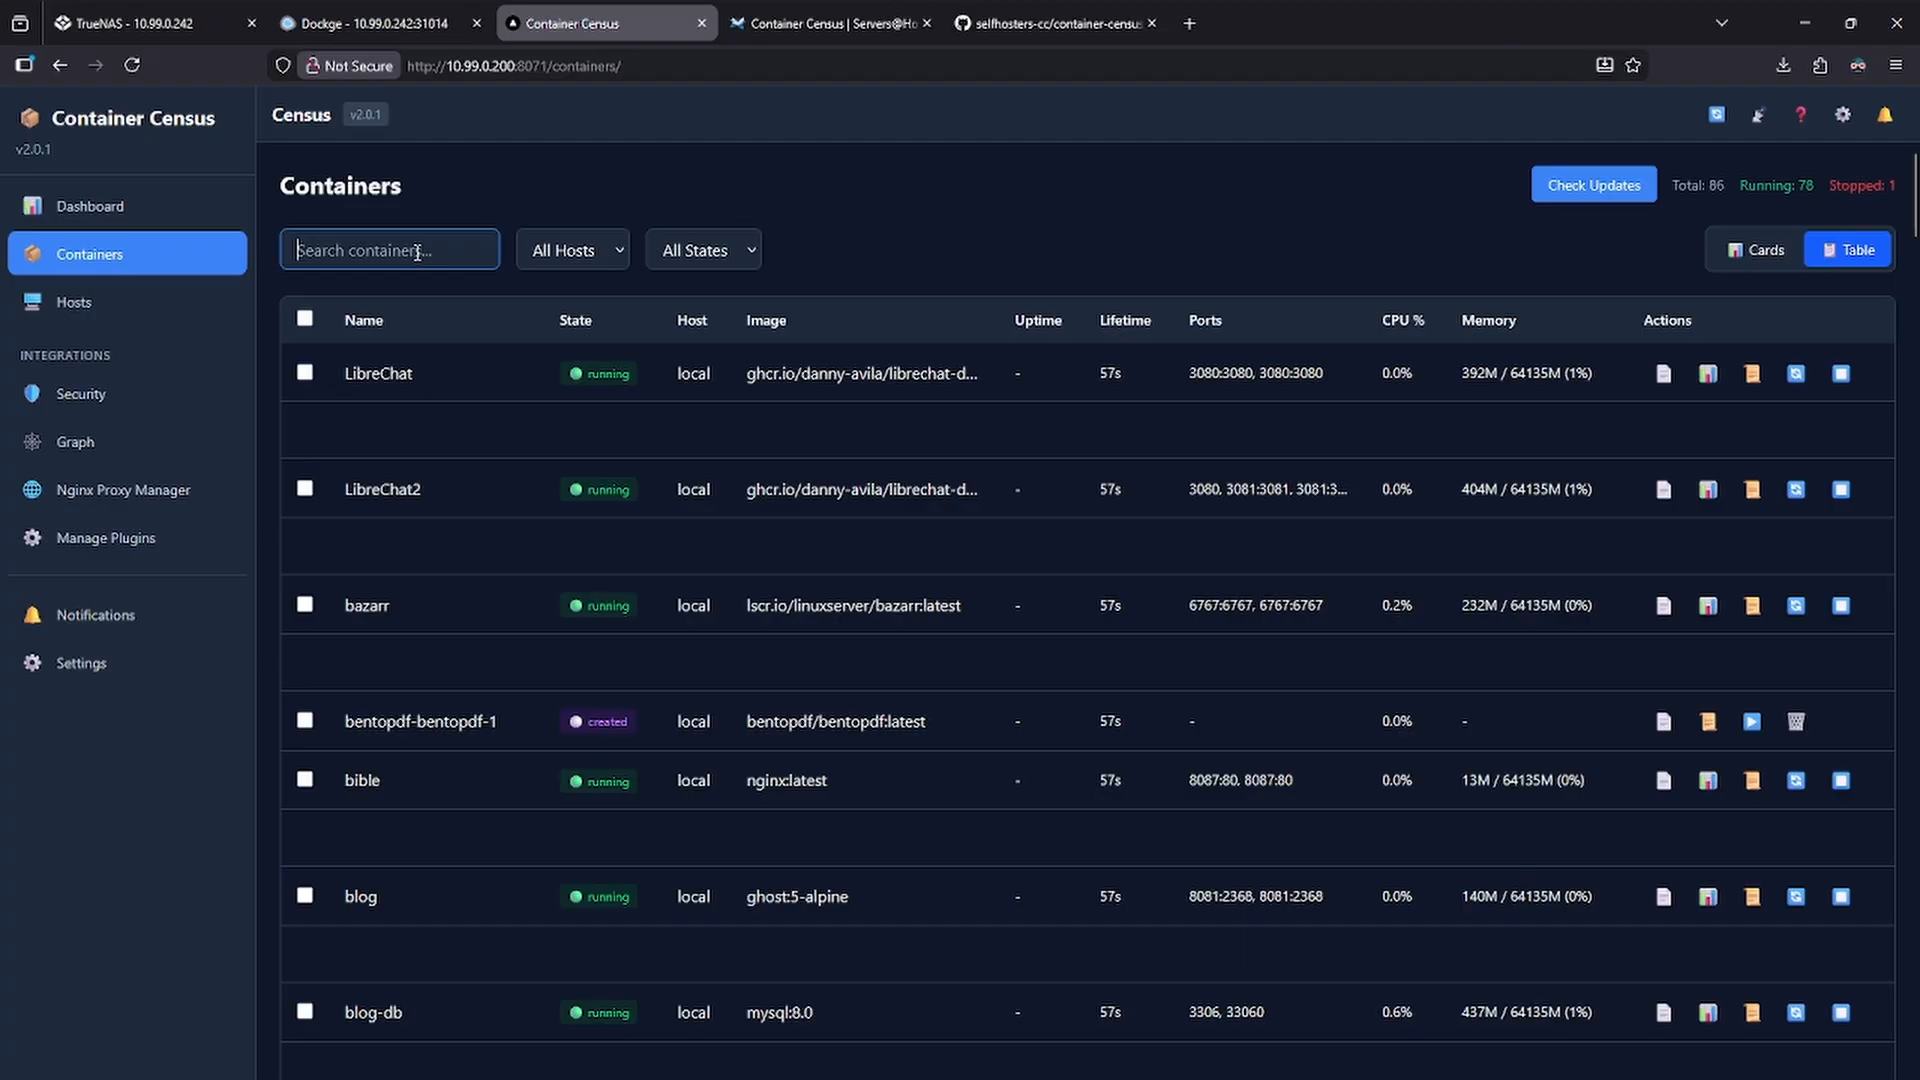 TrueNAS - 10.99.0.242
Dockge - 10.99.0.242:31014
Container Census
Container Census | Servers@Ho
selfhosters-cc/container-census
Not Secure
http://10.99.0.200:8071/containers/
Container Census
v2.0.1
Census v2.0.1
Dashboard
Containers
Hosts
INTEGRATIONS
Security
Graph
Nginx Proxy Manager
Manage Plugins
Notifications
Settings
Containers
Check Updates Total: 86 Running: 78 Stopped: 1
Search containers... All Hosts All States Cards Table
Name State Host Image Uptime Lifetime Ports CPU % Memory Actions
LibreChat running local ghcr.io/danny-avila/librechat-d... - 57s 3080:3080, 3080:3080 0.0% 392M / 64135M (1%)
LibreChat2 running local ghcr.io/danny-avila/librechat-d... - 57s 3080, 3081:3081, 3081:3... 0.0% 404M / 64135M (1%)
bazarr running local lscr.io/linuxserver/bazarr:latest - 57s 6767:6767, 6767:6767 0.2% 232M / 64135M (0%)
bentopdf-bentopdf-1 created local bentopdf/bentopdf:latest - 57s - 0.0% -
bible running local nginx:latest - 57s 8087:80, 8087:80 0.0% 13M / 64135M (0%)
blog running local ghost:5-alpine - 57s 8081:2368, 8081:2368 0.0% 140M / 64135M (0%)
blog-db running local mysql:8.0 - 57s 3306, 33060 0.6% 437M / 64135M (1%)